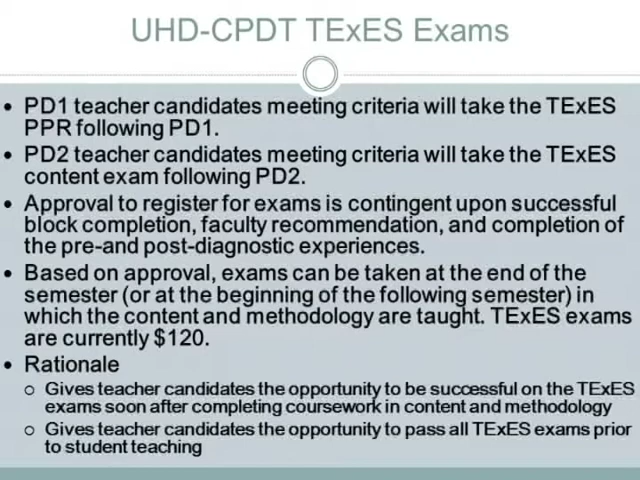 UHD-CPDT TExES Exams
• PD1 teacher candidates meeting criteria will take the TExES
PPR following PD1.
• PD2 teacher candidates meeting criteria will take the TExES
content exam following PD2.
• Approval to register for exams is contingent upon successful
block completion, faculty recommendation, and completion of
the pre-and post-diagnostic experiences.
• Based on approval, exams can be taken at the end of the
semester (or at the beginning of the following semester) in
which the content and methodology are taught. TExES exams
are currently $120.
• Rationale
○ Gives teacher candidates the opportunity to be successful on the TExES
exams soon after completing coursework in content and methodology
○ Gives teacher candidates the opportunity to pass all TExES exams prior
to student teaching